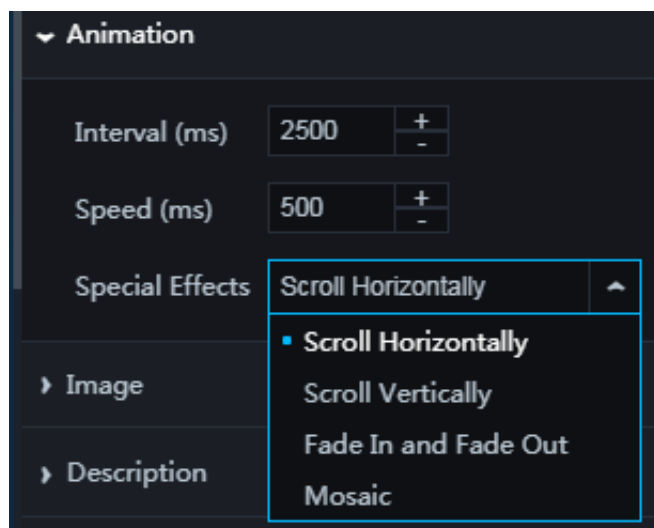 Animation
Interval (ms) 2500 + -
Speed (ms) 500 + -
Special Effects Scroll Horizontally
Scroll Horizontally
Image
Scroll Vertically
Fade In and Fade Out
Description
Mosaic